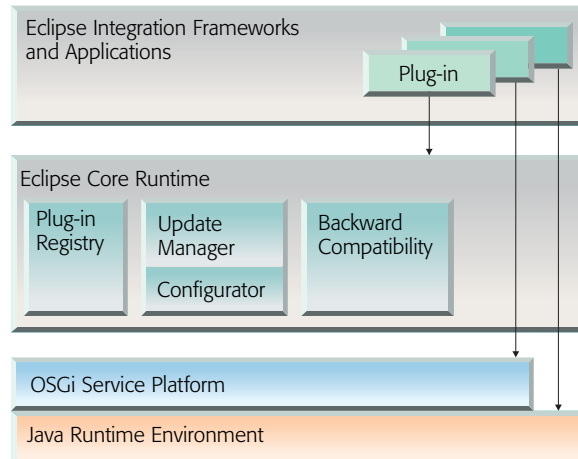 Eclipse Integration Frameworks
and Applications
Plug-in
Eclipse Core Runtime
Plug-in
Registry
Update
Manager
Configurator
Backward
Compatibility
OSGi Service Platform
Java Runtime Environment